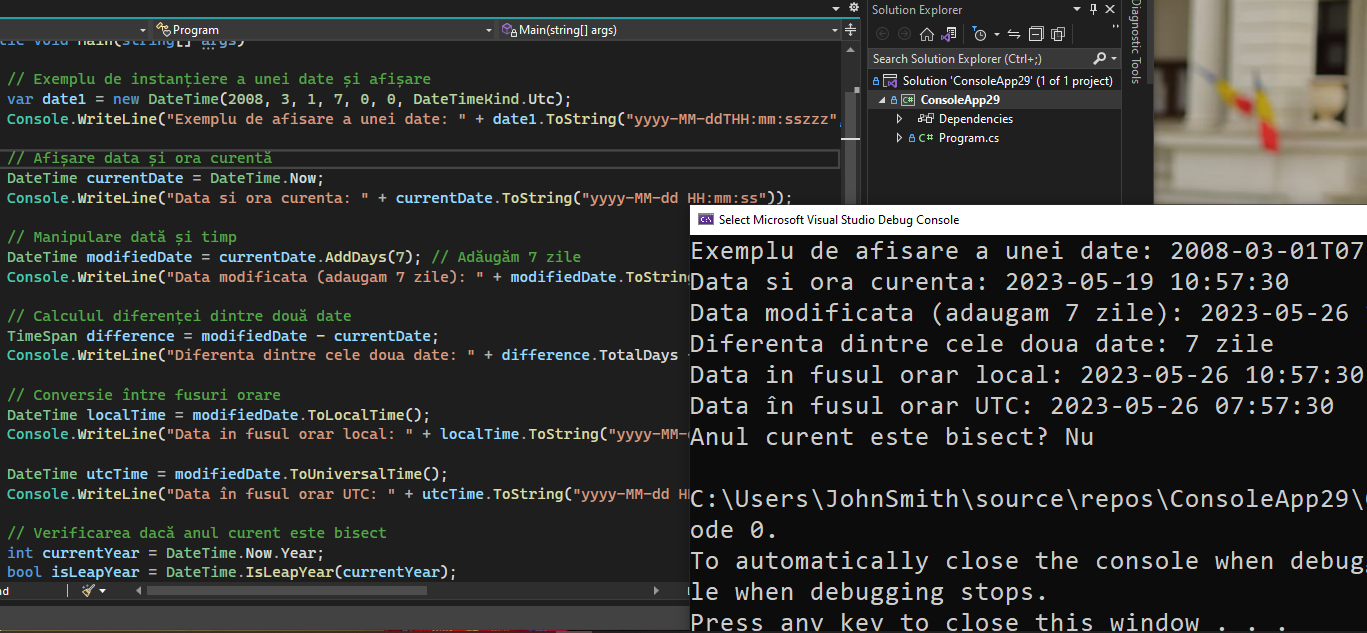 Program
Main(string[] args)
// Exemplu de instanțiere a unei date și afișare
var date1 = new DateTime(2008, 3, 1, 7, 0, 0, DateTimeKind.Utc);
Console.WriteLine("Exemplu de afisare a unei date: " + date1.ToString("yyyy-MM-ddTHH:mm:sszzz",
// Afișare data și ora curentă
DateTime currentDate = DateTime.Now;
Console.WriteLine("Data si ora curenta: " + currentDate.ToString("yyyy-MM-dd HH:mm:ss"));
// Manipulare dată și timp
DateTime modifiedDate = currentDate.AddDays(7); // Adăugăm 7 zile
Console.WriteLine("Data modificata (adaugam 7 zile): " + modifiedDate.ToString
// Calculul diferenței dintre două date
TimeSpan difference = modifiedDate - currentDate;
Console.WriteLine("Diferenta dintre cele doua date: " + difference.TotalDays
// Conversie între fusuri orare
DateTime localTime = modifiedDate.ToLocalTime();
Console.WriteLine("Data in fusul orar local: " + localTime.ToString("yyyy-MM-
DateTime utcTime = modifiedDate.ToUniversalTime();
Console.WriteLine("Data în fusul orar UTC: " + utcTime.ToString("yyyy-MM-dd
// Verificarea dacă anul curent este bisect
int currentYear = DateTime.Now.Year;
bool isLeapYear = DateTime.IsLeapYear(currentYear);
Solution Explorer
Search Solution Explorer (Ctrl+;)
Solution 'ConsoleApp29' (1 of 1 project)
C# ConsoleApp29
Dependencies
C# Program.cs
Diagnostic Tools
Select Microsoft Visual Studio Debug Console
Exemplu de afisare a unei date: 2008-03-01T07
Data si ora curenta: 2023-05-19 10:57:30
Data modificata (adaugam 7 zile): 2023-05-26
Diferenta dintre cele doua date: 7 zile
Data in fusul orar local: 2023-05-26 10:57:30
Data în fusul orar UTC: 2023-05-26 07:57:30
Anul curent este bisect? Nu
C:\Users\JohnSmith\source\repos\ConsoleApp29\
ode 0.
To automatically close the console when debug
le when debugging stops.
Press any key to close this window . . .